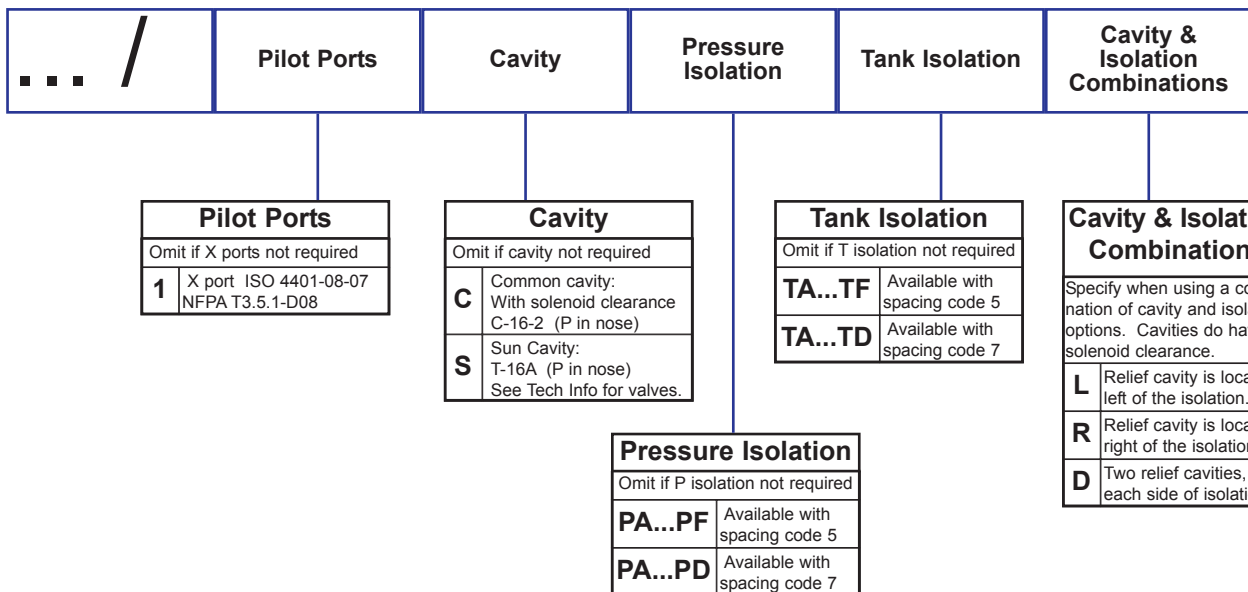 ... /
Pilot Ports
Cavity
Pressure
Isolation
Tank Isolation
Cavity &
Isolation
Combinations
Pilot Ports
Omit if X ports not required
1
X port ISO 4401-08-07
NFPA T3.5.1-D08
Cavity
Omit if cavity not required
C
Common cavity:
With solenoid clearance
C-16-2 (P in nose)
S
Sun Cavity:
T-16A (P in nose)
See Tech Info for valves.
Pressure Isolation
Omit if P isolation not required
PA...PF
Available with
spacing code 5
PA...PD
Available with
spacing code 7
Tank Isolation
Omit if T isolation not required
TA...TF
Available with
spacing code 5
TA...TD
Available with
spacing code 7
Cavity &
Combination
Specify when using a
nation of cavity and
options. Cavities do
solenoid clearance.
L
Relief cavity is
left of the isolation.
R
Relief cavity is
right of the
D
Two relief cavities,
each side of